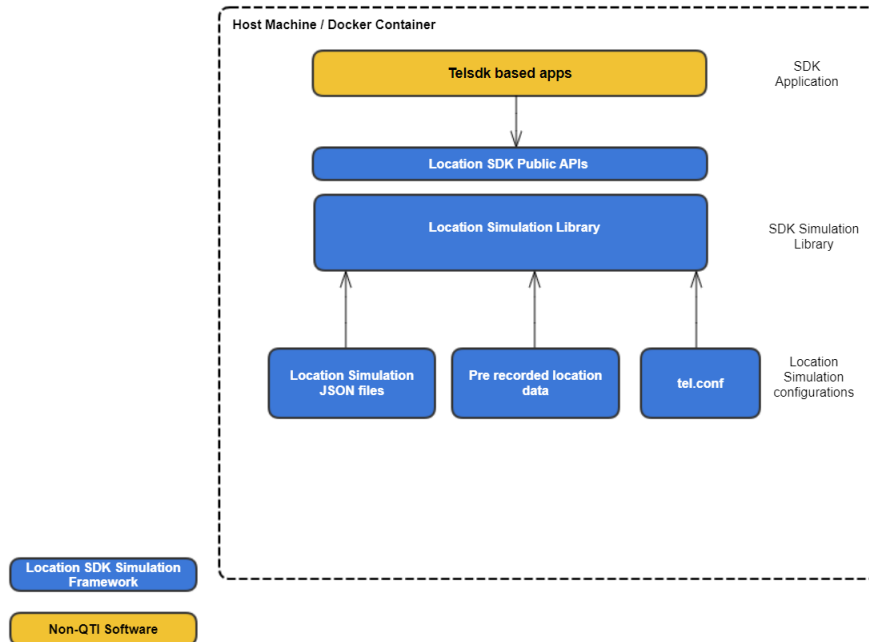 Host Machine / Docker Container
Telsdk based apps
SDK
Application
Location SDK Public APIs
Location Simulation Library
SDK Simulation
Library
Location Simulation
JSON files
Pre recorded location
data
tel.conf
Location
Simulation
configurations
Location SDK Simulation
Framework
Non-QTI Software